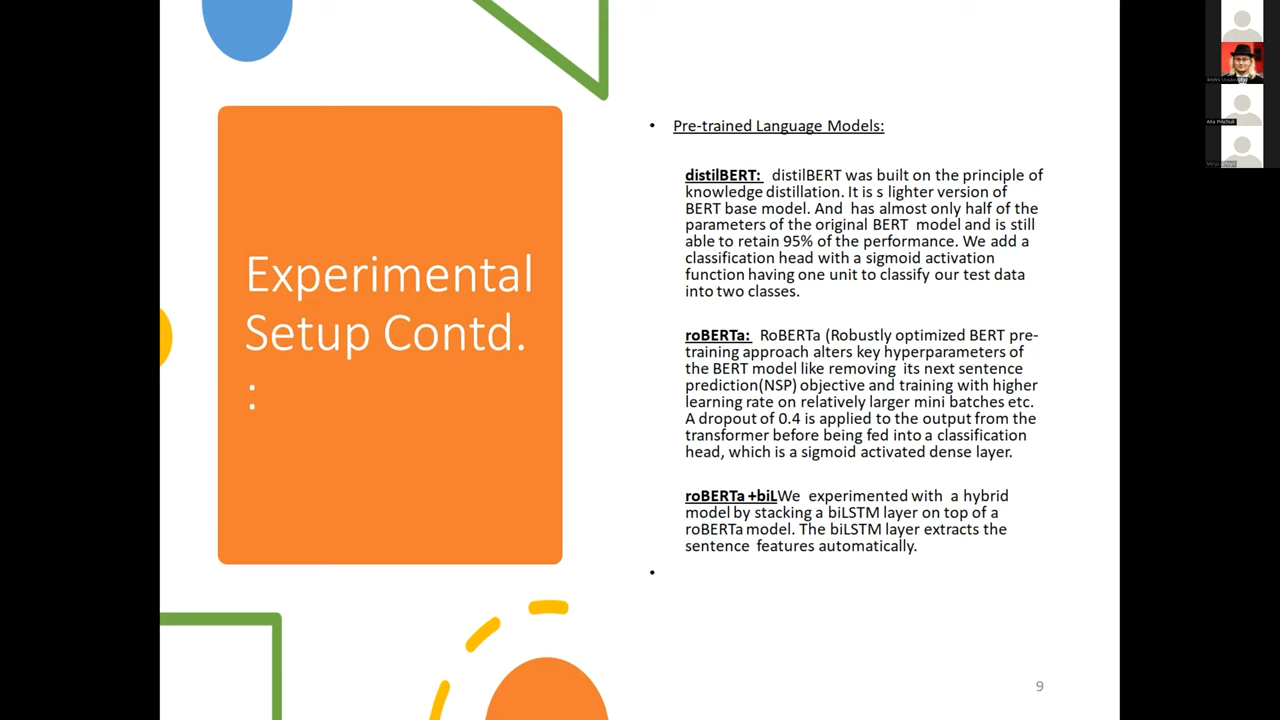 Experimental
Setup Contd.
:
• Pre-trained Language Models:
distilBERT: distilBERT was built on the principle of
knowledge distillation. It is s lighter version of
BERT base model. And has almost only half of the
parameters of the original BERT model and is still
able to retain 95% of the performance. We add a
classification head with a sigmoid activation
function having one unit to classify our test data
into two classes.
roBERTa: RoBERTa (Robustly optimized BERT pre-
training approach alters key hyperparameters of
the BERT model like removing its next sentence
prediction(NSP) objective and training with higher
learning rate on relatively larger mini batches etc.
A dropout of 0.4 is applied to the output from the
transformer before being fed into a classification
head, which is a sigmoid activated dense layer.
roBERTa +biLWe experimented with a hybrid
model by stacking a biLSTM layer on top of a
roBERTa model. The biLSTM layer extracts the
sentence features automatically.
•
9
Alla Pinchuk